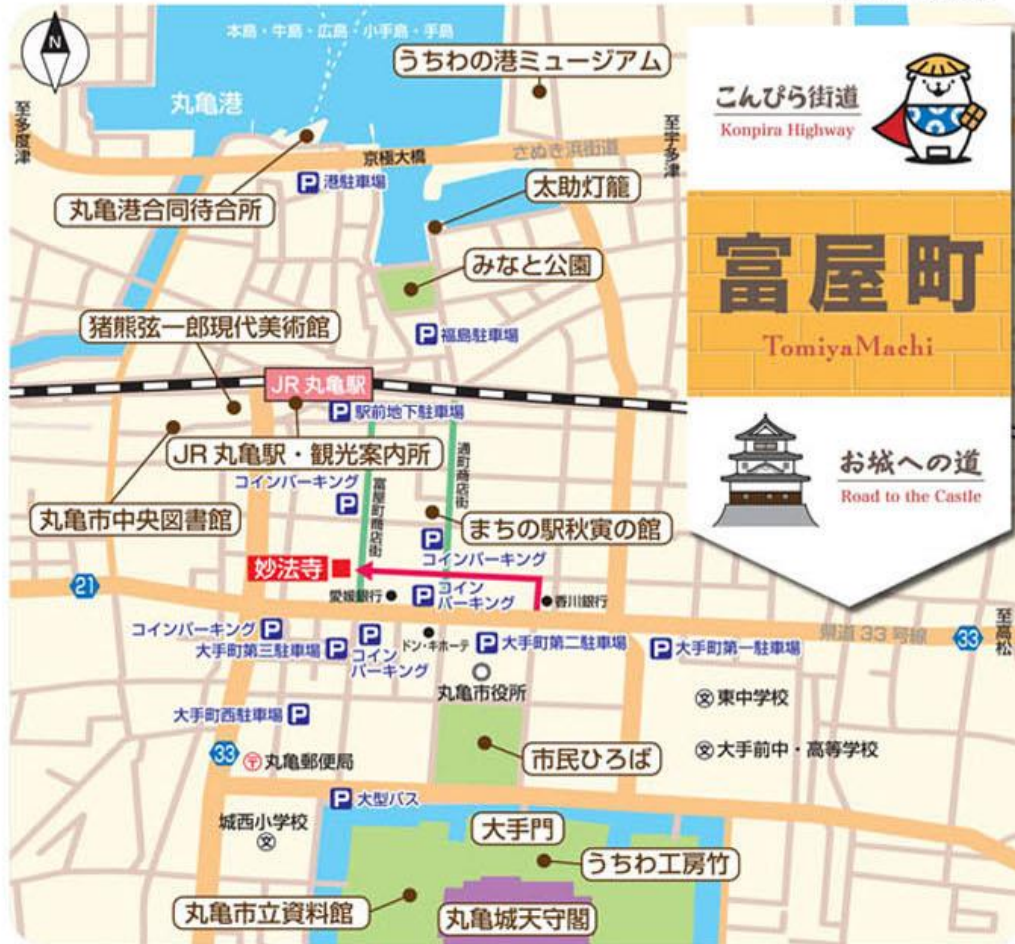 N
本島・牛島・広島・小手島・手島
うちわの港ミュージアム
丸亀港
至多度津
京極大橋
さぬき浜街道
至宇多津
丸亀港合同待合所
P 港駐車場
太助灯籠
みなと公園
猪熊弦一郎現代美術館
P 福島駐車場
JR 丸亀駅
P 駅前地下駐車場
JR 丸亀駅・観光案内所
コインパーキング
P
富屋町商店街
通町商店街
丸亀市中央図書館
まちの駅秋寅の館
P
コインパーキング
妙法寺
21
愛媛銀行
P コイン
パーキング
香川銀行
県道 33 号線
33
至高松
コインパーキング P
大手町第三駐車場 P
P
コイン
パーキング
ドン・キホーテ
P 大手町第二駐車場
P 大手町第一駐車場
丸亀市役所
文 東中学校
大手町西駐車場 P
33
〒 丸亀郵便局
市民ひろば
文 大手前中・高等学校
P 大型バス
城西小学校
文
大手門
うちわ工房竹
丸亀市立資料館
丸亀城天守閣
こんぴら街道
Konpira Highway
富屋町
TomiyaMachi
お城への道
Road to the Castle